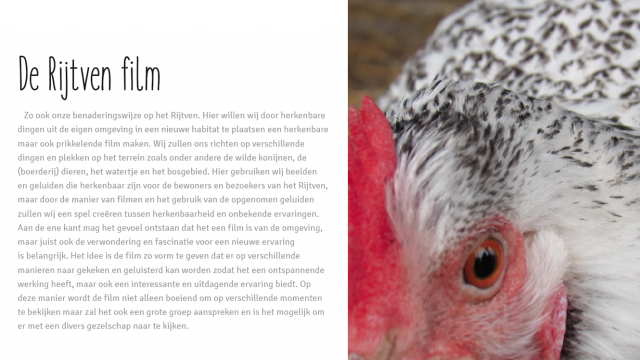 De Rijtven film
Zo ook onze benaderingswijze op het Rijtven. Hier willen wij door herkenbare
dingen uit de eigen omgeving in een nieuwe habitat te plaatsen een herkenbare
maar ook prikkelende film maken. Wij zullen ons richten op verschillende
dingen en plekken op het terrein zoals onder andere de wilde konijnen, de
(boerderij) dieren, het watertje en het bosgebied. Hier gebruiken wij beelden
en geluiden die herkenbaar zijn voor de bewoners en bezoekers van het Rijtven,
maar door de manier van filmen en het gebruik van de opgenomen geluiden
zullen wij een spel creëren tussen herkenbaarheid en onbekende ervaringen.
Aan de ene kant mag het gevoel ontstaan dat het een film is van de omgeving,
maar juist ook de verwondering en fascinatie voor een nieuwe ervaring
is belangrijk. Het idee is de film zo vorm te geven dat er op verschillende
manieren naar gekeken en geluisterd kan worden zodat het een ontspannende
werking heeft, maar ook een interessante en uitdagende ervaring biedt. Op
deze manier wordt de film niet alleen boeiend om op verschillende momenten
te bekijken maar zal het ook een grote groep aanspreken en is het mogelijk om
er met een divers gezelschap naar te kijken.